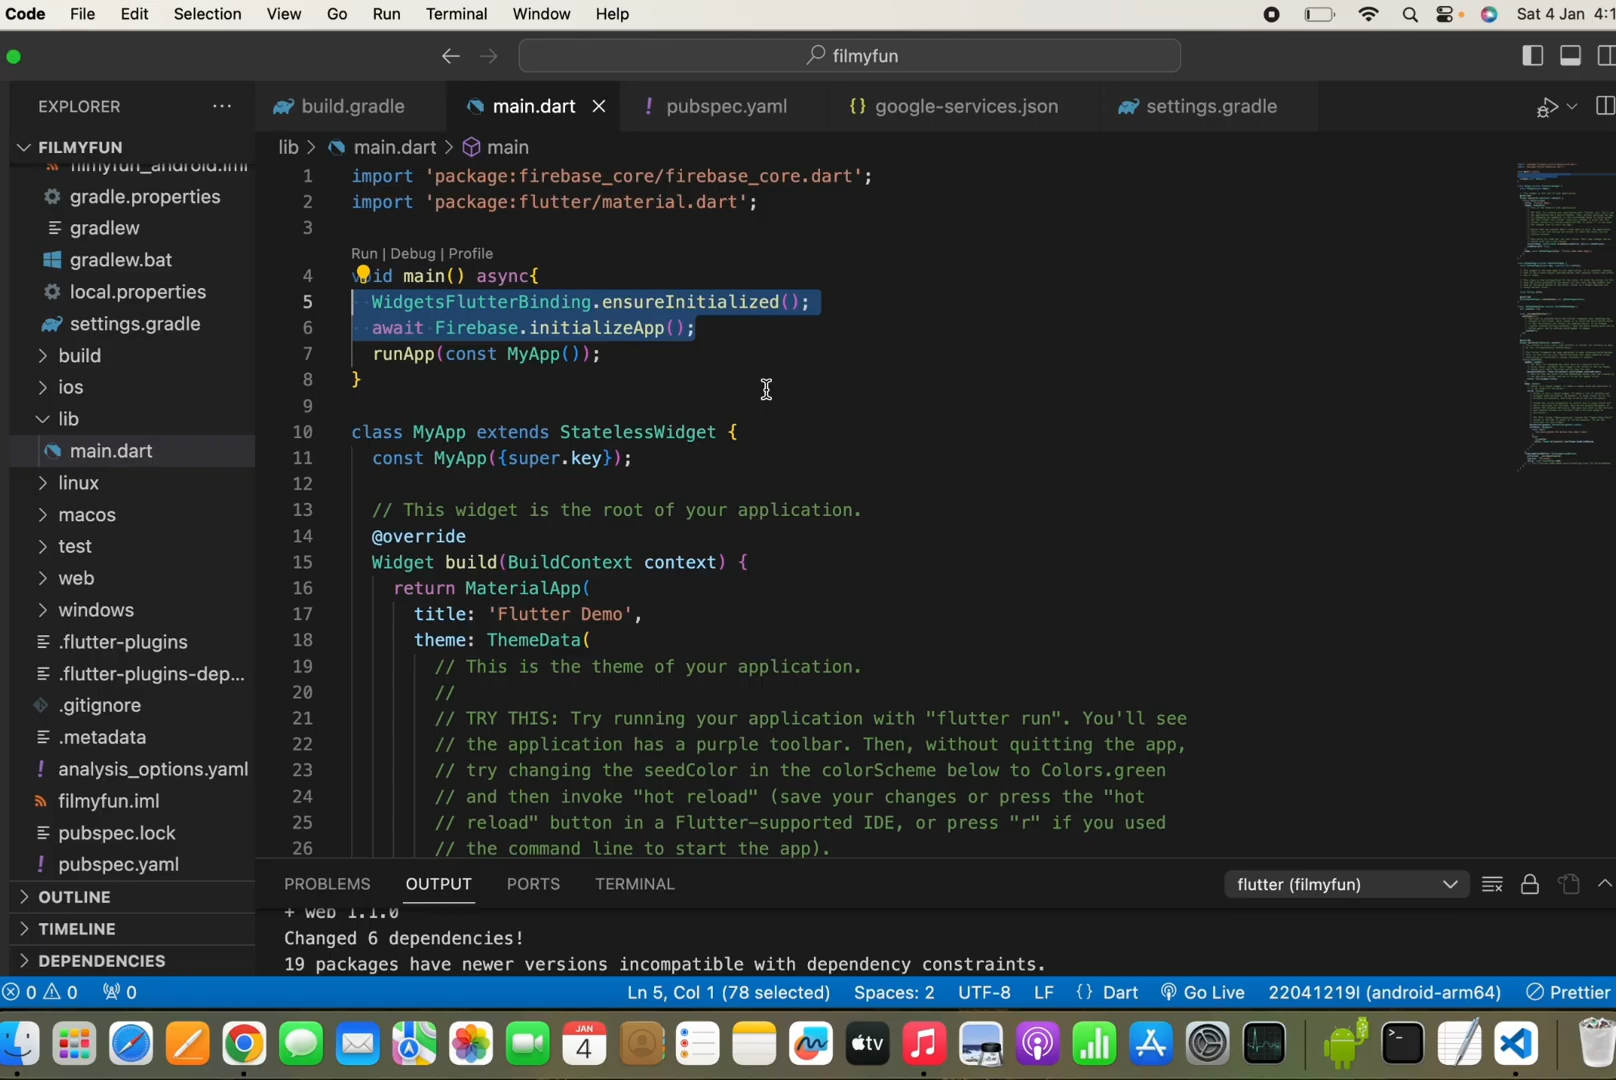 Code File Edit Selection View Go Run Terminal Window Help Sat 4 Jan 4:1
filmyfun
EXPLORER ...
build.gradle main.dart ! pubspec.yaml {} google-services.json settings.gradle
FILMYFUN
lib > main.dart > main
filmyfun_android.iml
gradle.properties
gradlew
gradlew.bat
local.properties
settings.gradle
build
ios
lib
main.dart
linux
macos
test
web
windows
.flutter-plugins
.flutter-plugins-dep...
.gitignore
.metadata
! analysis_options.yaml
filmyfun.iml
pubspec.lock
! pubspec.yaml
OUTLINE
TIMELINE
DEPENDENCIES
1 import 'package:firebase_core/firebase_core.dart';
2 import 'package:flutter/material.dart';
3
Run | Debug | Profile
4 void main() async{
5 WidgetsFlutterBinding.ensureInitialized();
6 await Firebase.initializeApp();
7 runApp(const MyApp());
8 }
9
10 class MyApp extends StatelessWidget {
11 const MyApp({super.key});
12
13 // This widget is the root of your application.
14 @override
15 Widget build(BuildContext context) {
16 return MaterialApp(
17 title: 'Flutter Demo',
18 theme: ThemeData(
19 // This is the theme of your application.
20 //
21 // TRY THIS: Try running your application with "flutter run". You'll see
22 // the application has a purple toolbar. Then, without quitting the app,
23 // try changing the seedColor in the colorScheme below to Colors.green
24 // and then invoke "hot reload" (save your changes or press the "hot
25 // reload" button in a Flutter-supported IDE, or press "r" if you used
26 // the command line to start the app).
PROBLEMS OUTPUT PORTS TERMINAL flutter (filmyfun)
+ web 1.1.0
Changed 6 dependencies!
19 packages have newer versions incompatible with dependency constraints.
0 0 0 Ln 5, Col 1 (78 selected) Spaces: 2 UTF-8 LF {} Dart Go Live 22041219I (android-arm64) Prettier
JAN
4
tv